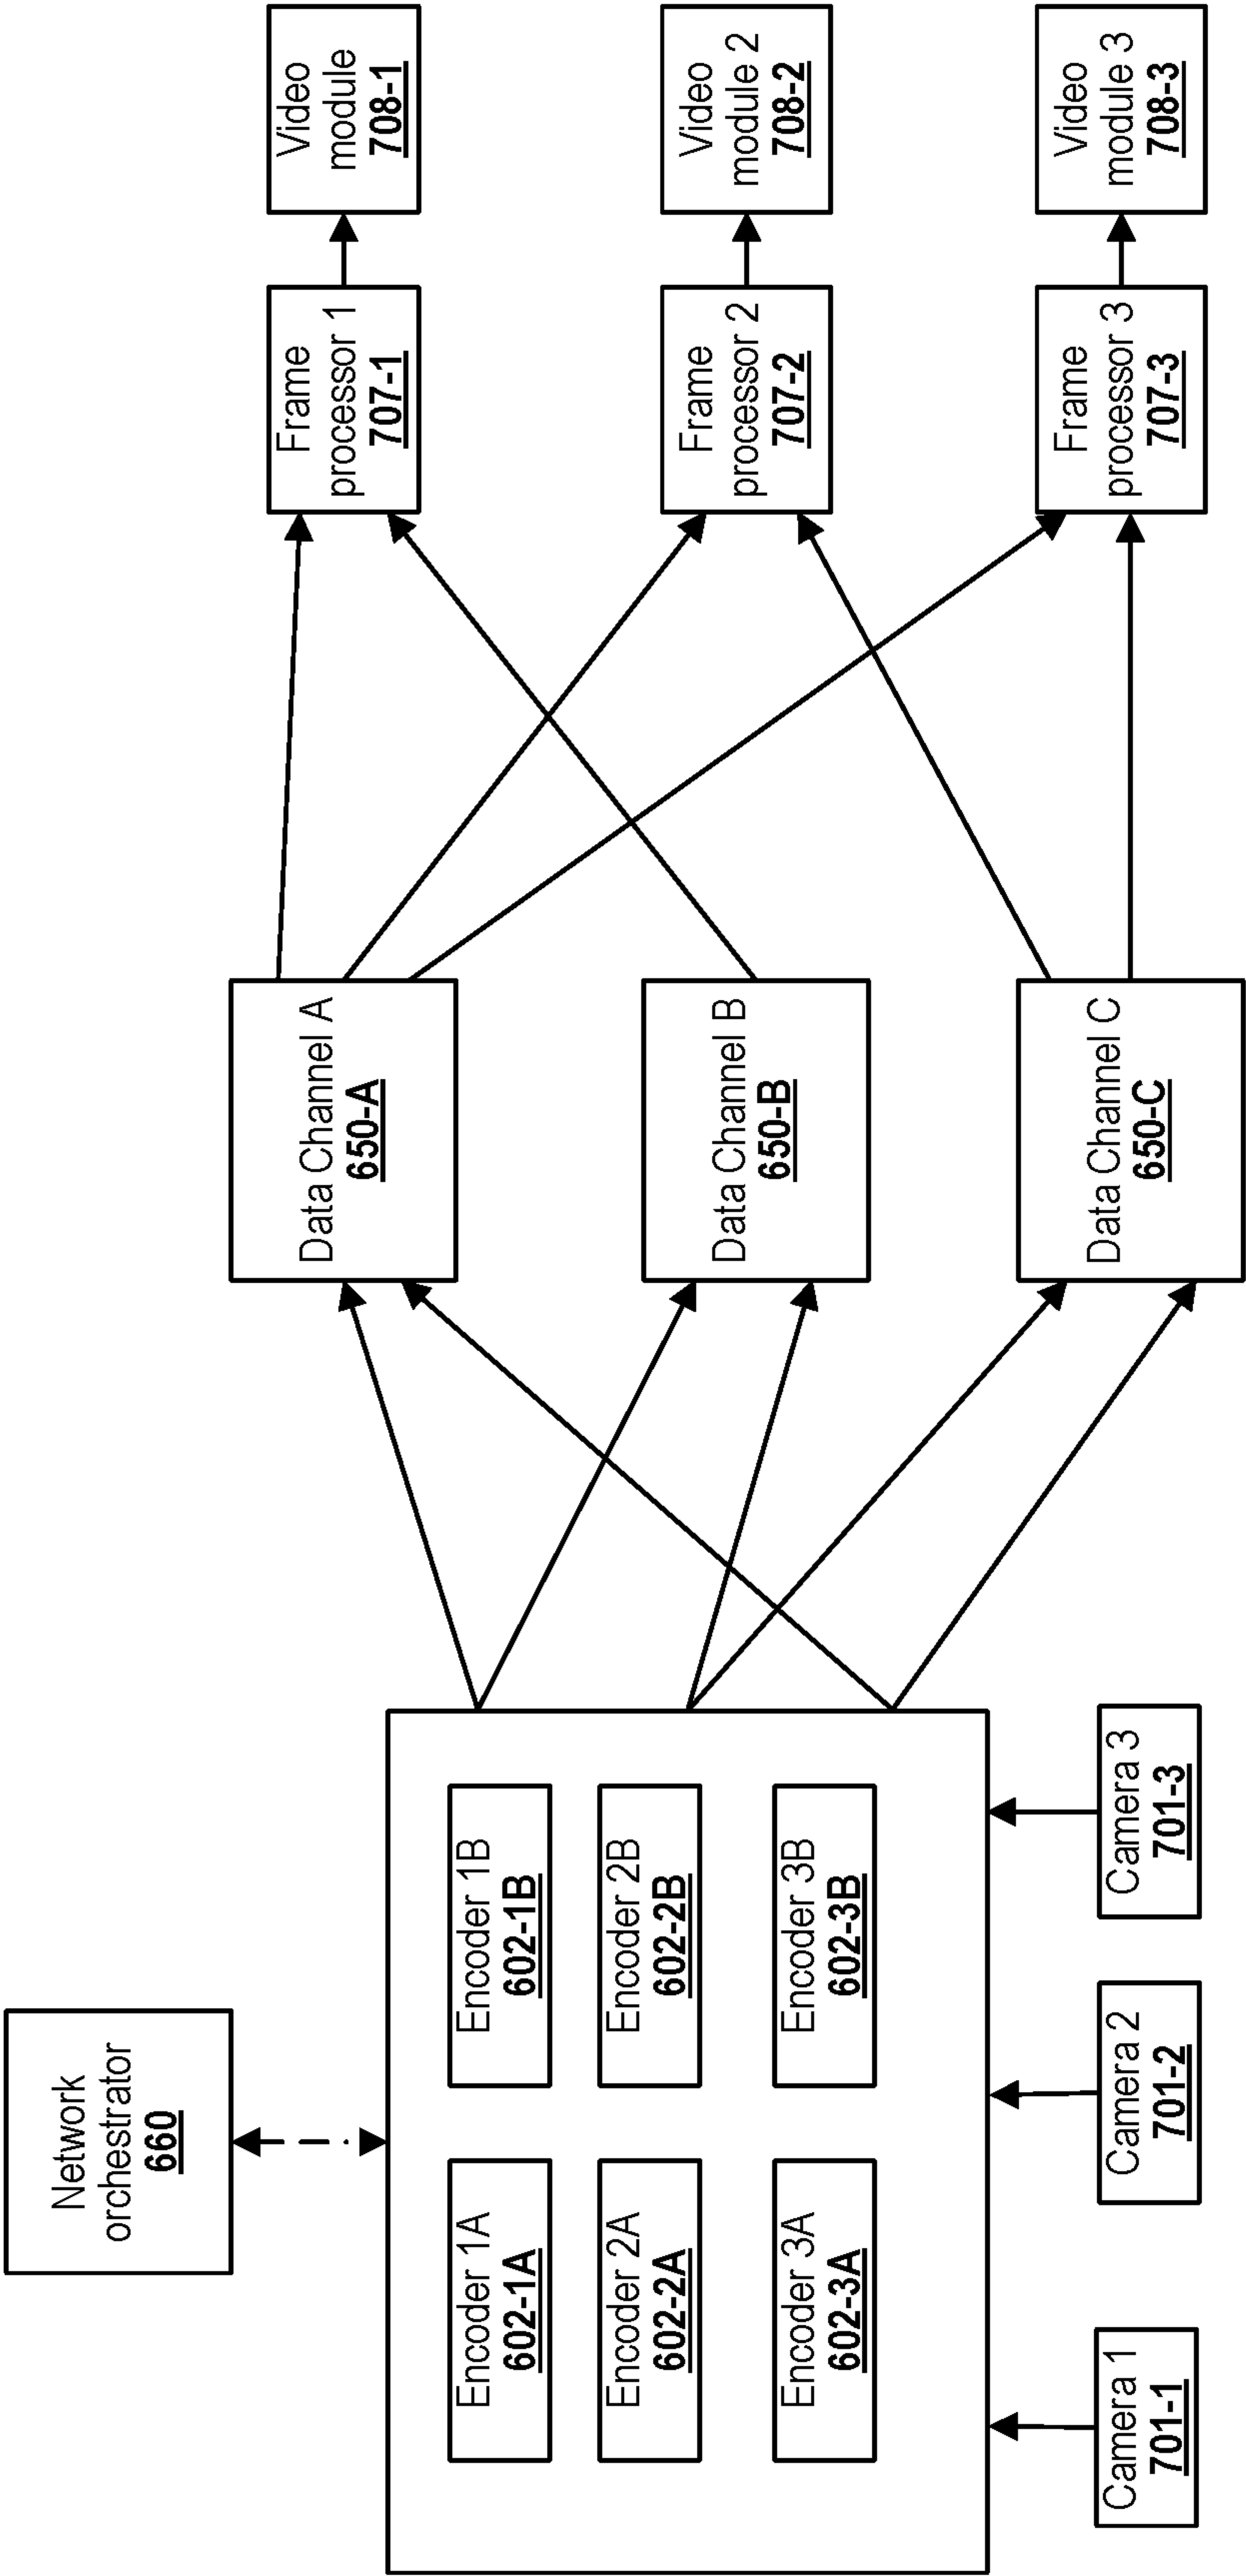 Network
orchestrator
660
Encoder 1A
602-1A
Encoder 1B
602-1B
Encoder 2A
602-2A
Encoder 2B
602-2B
Encoder 3A
602-3A
Encoder 3B
602-3B
Camera 1
701-1
Camera 2
701-2
Camera 3
701-3
Data Channel A
650-A
Data Channel B
650-B
Data Channel C
650-C
Frame
processor 1
707-1
Frame
processor 2
707-2
Frame
processor 3
707-3
Video
module
708-1
Video
module 2
708-2
Video
module 3
708-3